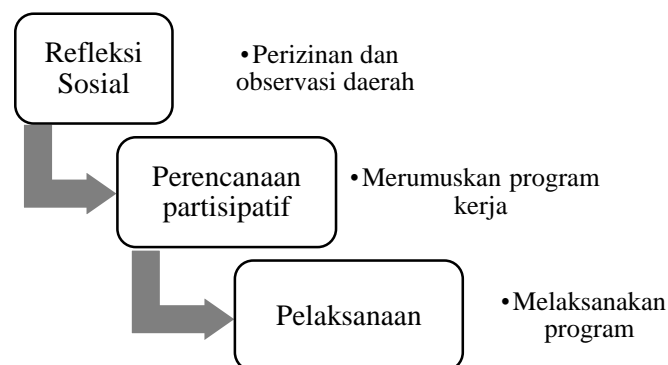 Refleksi
Sosial
•Perizinan dan
observasi daerah
Perencanaan
partisipatif
•Merumuskan program
kerja
Pelaksanaan
•Melaksanakan
program